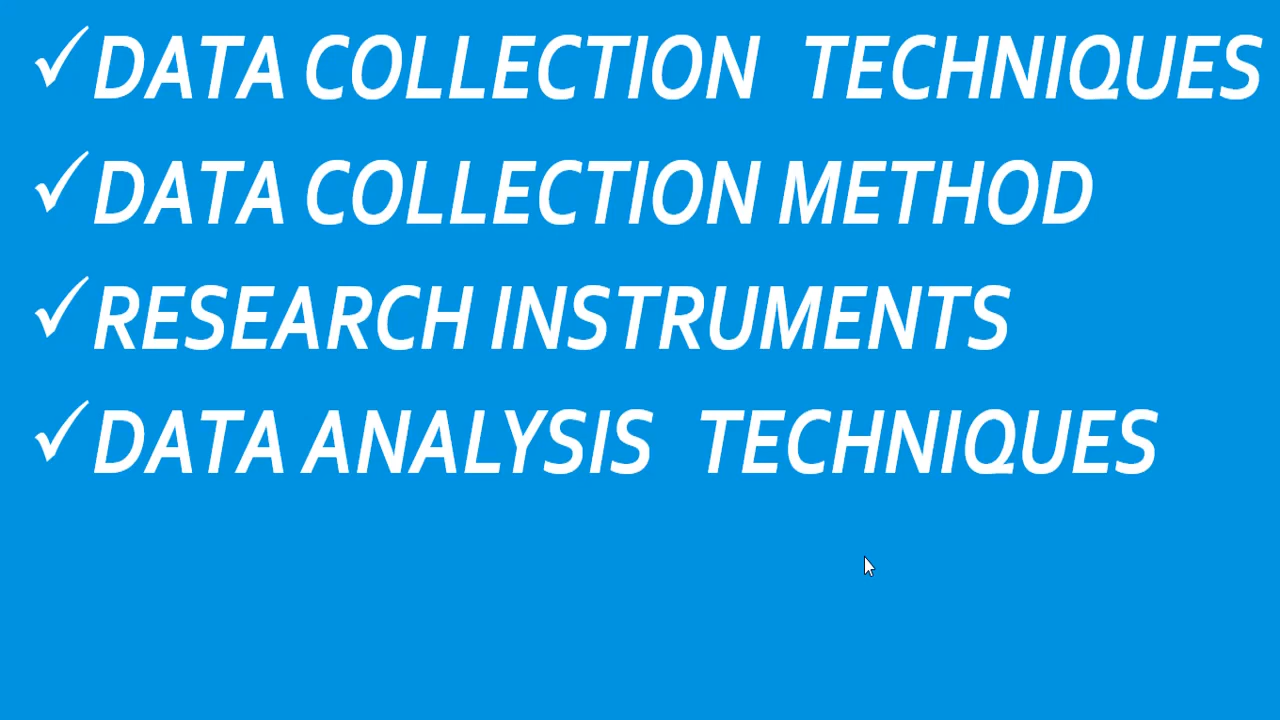 ✓DATA COLLECTION TECHNIQUES
✓DATA COLLECTION METHOD
✓RESEARCH INSTRUMENTS
✓DATA ANALYSIS TECHNIQUES